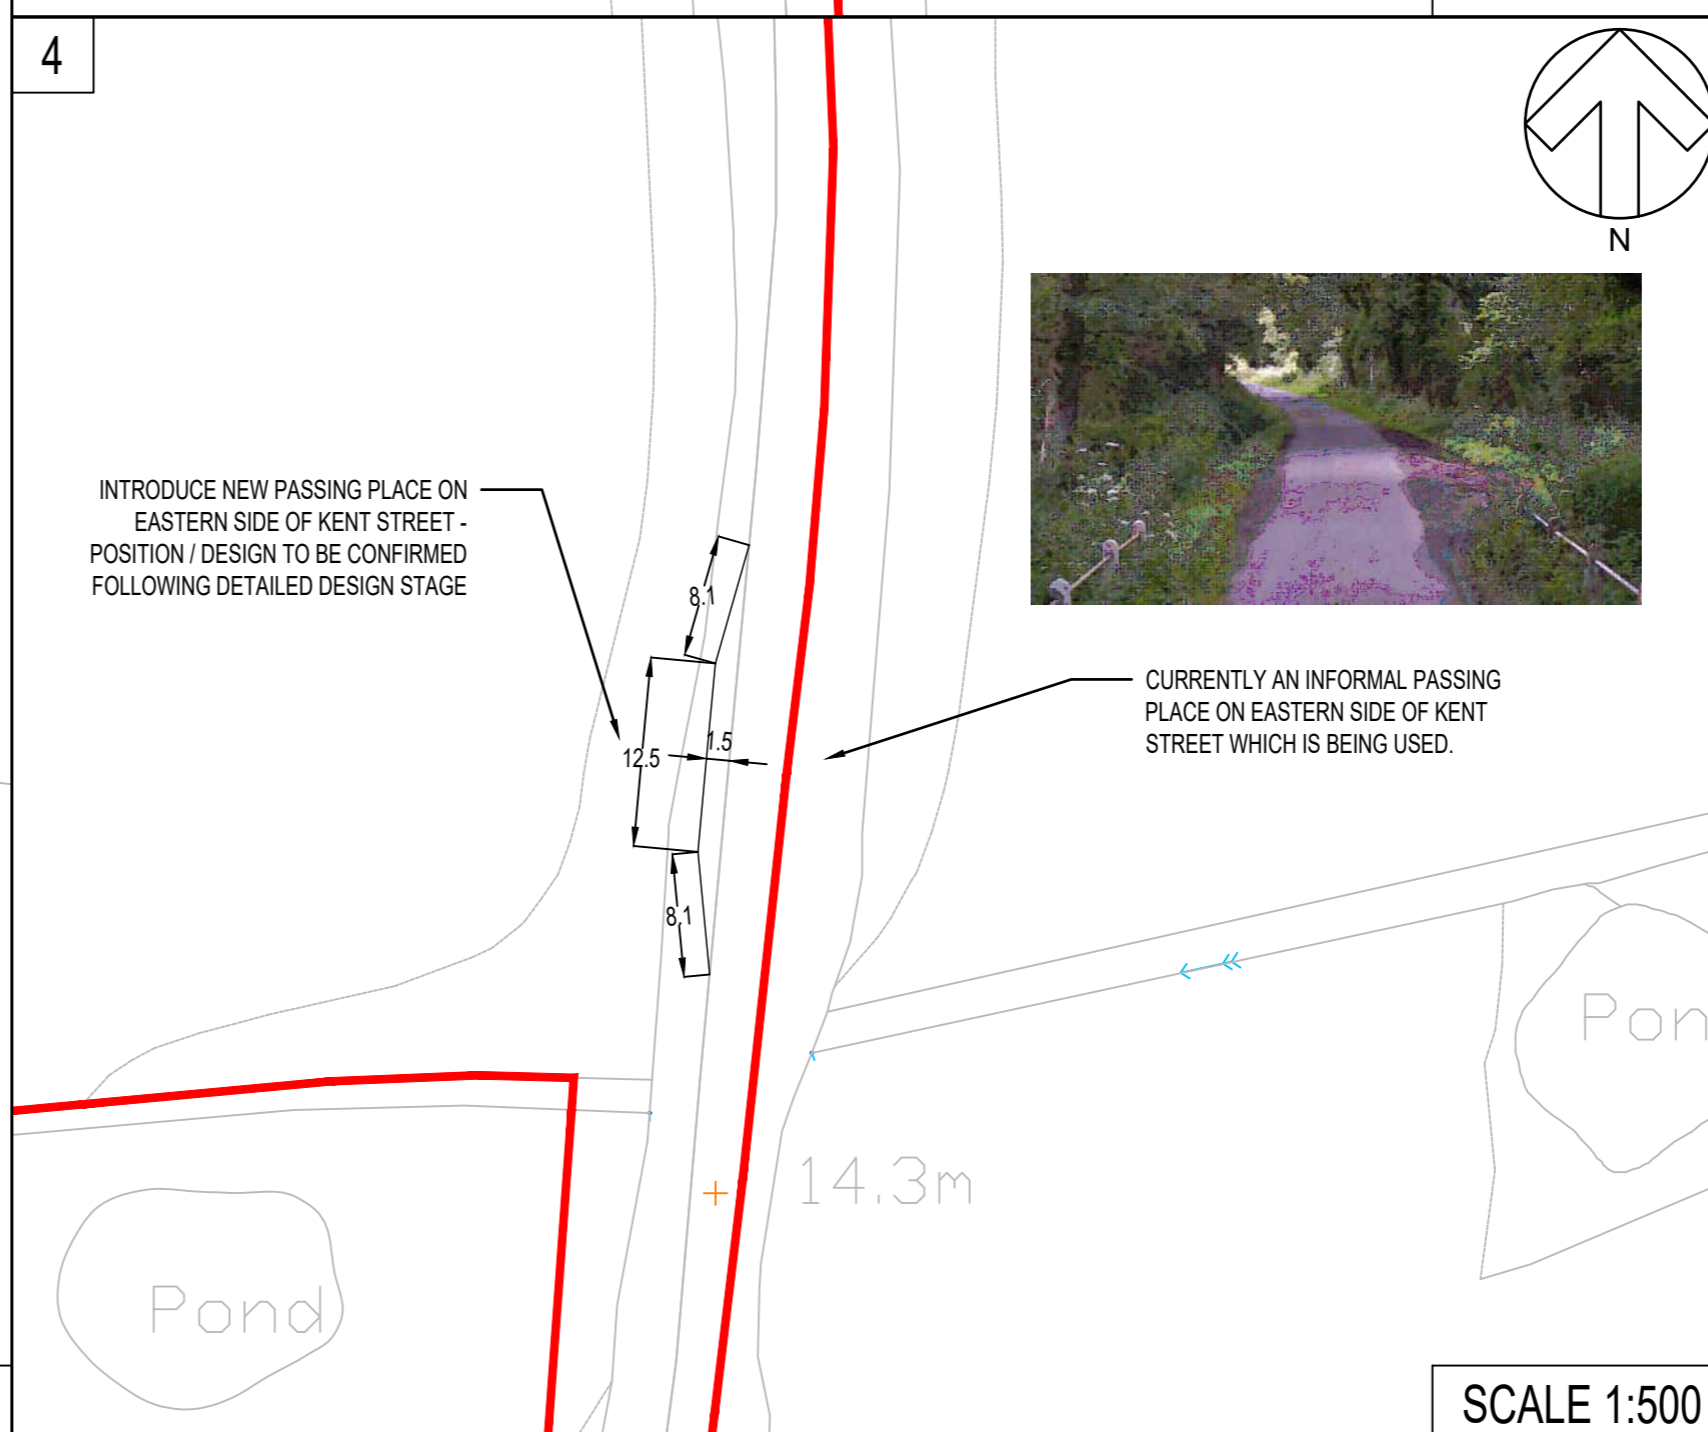 4
N
INTRODUCE NEW PASSING PLACE ON
EASTERN SIDE OF KENT STREET -
POSITION / DESIGN TO BE CONFIRMED
FOLLOWING DETAILED DESIGN STAGE
8.1
12.5
1.5
8.1
CURRENTLY AN INFORMAL PASSING
PLACE ON EASTERN SIDE OF KENT
STREET WHICH IS BEING USED.
Pon
14.3m
Pond
SCALE 1:500